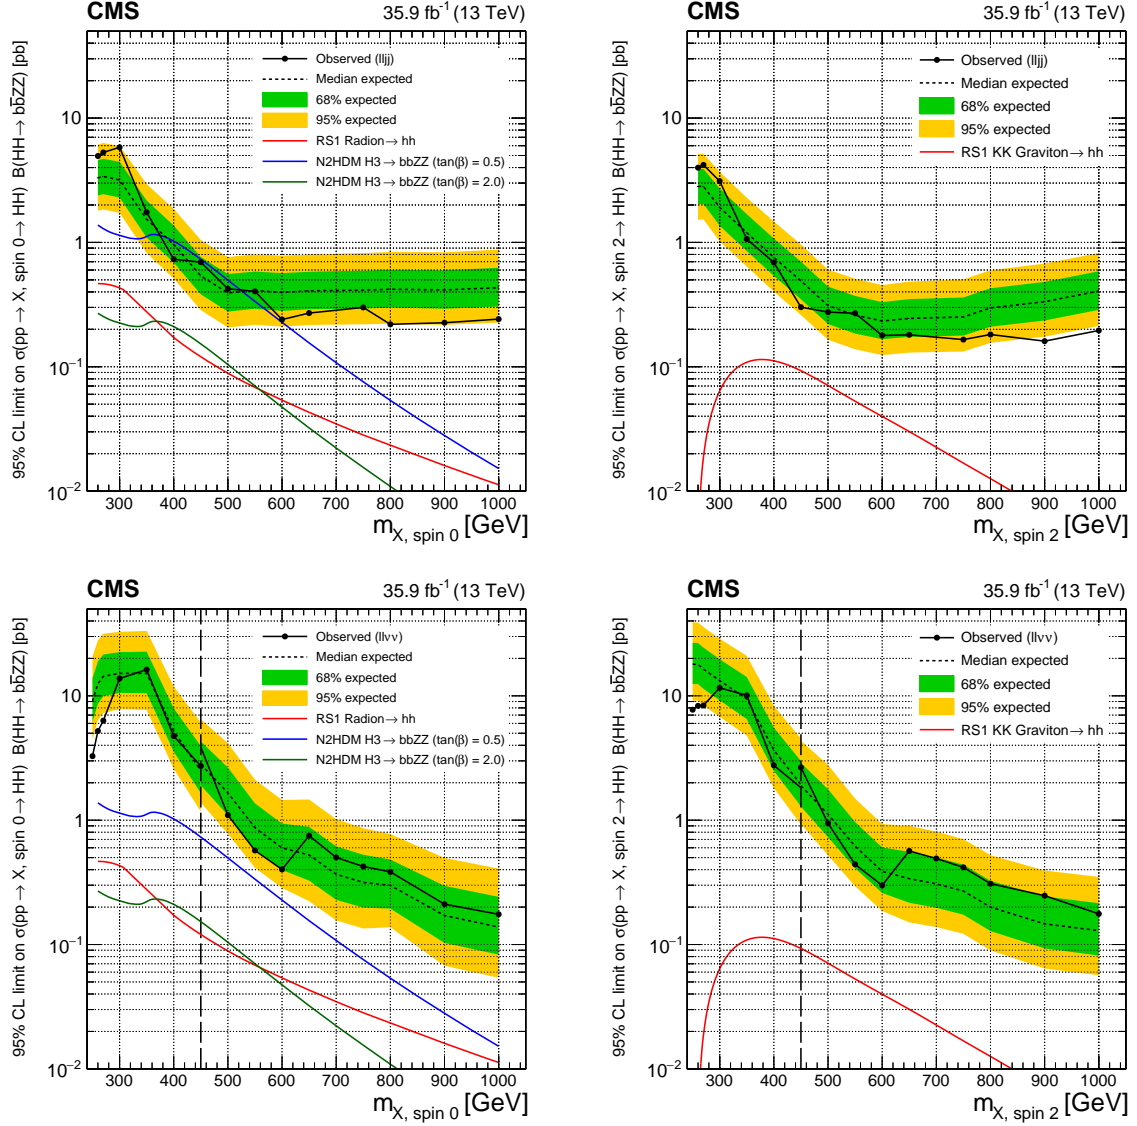 CMS 35.9 fb⁻¹ (13 TeV)
95% CL limit on σ(pp → X, spin 0 → HH) B(HH → bb̄ZZ) [pb]
Observed (lljj)
Median expected
68% expected
95% expected
RS1 Radion → hh
N2HDM H3 → bbZZ (tan(β) = 0.5)
N2HDM H3 → bbZZ (tan(β) = 2.0)
10
1
10⁻¹
10⁻²
300 400 500 600 700 800 900 1000
m_X, spin 0 [GeV]
CMS 35.9 fb⁻¹ (13 TeV)
95% CL limit on σ(pp → X, spin 2 → HH) B(HH → bb̄ZZ) [pb]
Observed (lljj)
Median expected
68% expected
95% expected
RS1 KK Graviton → hh
10
1
10⁻¹
10⁻²
300 400 500 600 700 800 900 1000
m_X, spin 2 [GeV]
CMS 35.9 fb⁻¹ (13 TeV)
95% CL limit on σ(pp → X, spin 0 → HH) B(HH → bb̄ZZ) [pb]
Observed (llνν)
Median expected
68% expected
95% expected
RS1 Radion → hh
N2HDM H3 → bbZZ (tan(β) = 0.5)
N2HDM H3 → bbZZ (tan(β) = 2.0)
10
1
10⁻¹
10⁻²
300 400 500 600 700 800 900 1000
m_X, spin 0 [GeV]
CMS 35.9 fb⁻¹ (13 TeV)
95% CL limit on σ(pp → X, spin 2 → HH) B(HH → bb̄ZZ) [pb]
Observed (llνν)
Median expected
68% expected
95% expected
RS1 KK Graviton → hh
10
1
10⁻¹
10⁻²
300 400 500 600 700 800 900 1000
m_X, spin 2 [GeV]